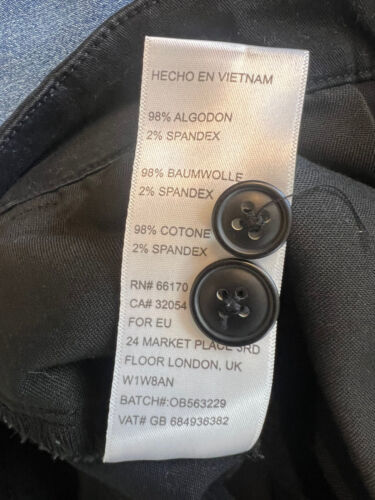 HECHO EN VIETNAM
98% ALGODON
2% SPANDEX
98% BAUMWOLLE
2% SPANDEX
98% COTONE
2% SPANDEX
RN# 66170
CA# 32054
FOR EU
24 MARKET PLACE 3RD
FLOOR LONDON, UK
W1W8AN
BATCH#:OB563229
VAT# GB 684936382